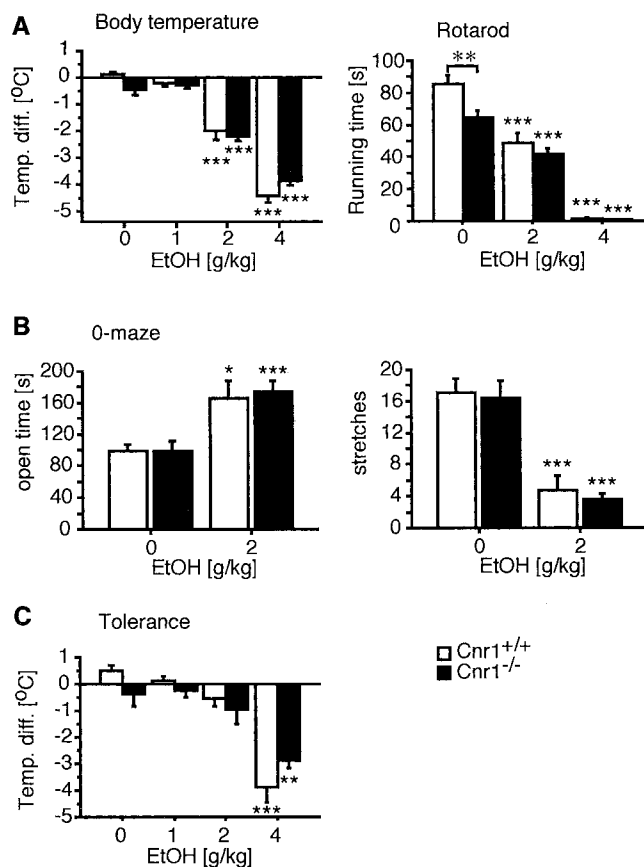 A
Body temperature
Temp. diff. [°C]
1
0
-1
-2
-3
-4
-5
***
***
***
***
0 1 2 4
EtOH [g/kg]
Rotarod
Running time [s]
100
80
60
40
20
0
**
***
***
***
***
0 2 4
EtOH [g/kg]
B
0-maze
open time [s]
200
160
120
80
40
0
*
***
0 2
EtOH [g/kg]
stretches
20
16
12
8
4
0
***
***
0 2
EtOH [g/kg]
C
Tolerance
Temp. diff. [°C]
1
0
-1
-2
-3
-4
-5
***
**
0 1 2 4
EtOH [g/kg]
Cnr1+/+
Cnr1-/-